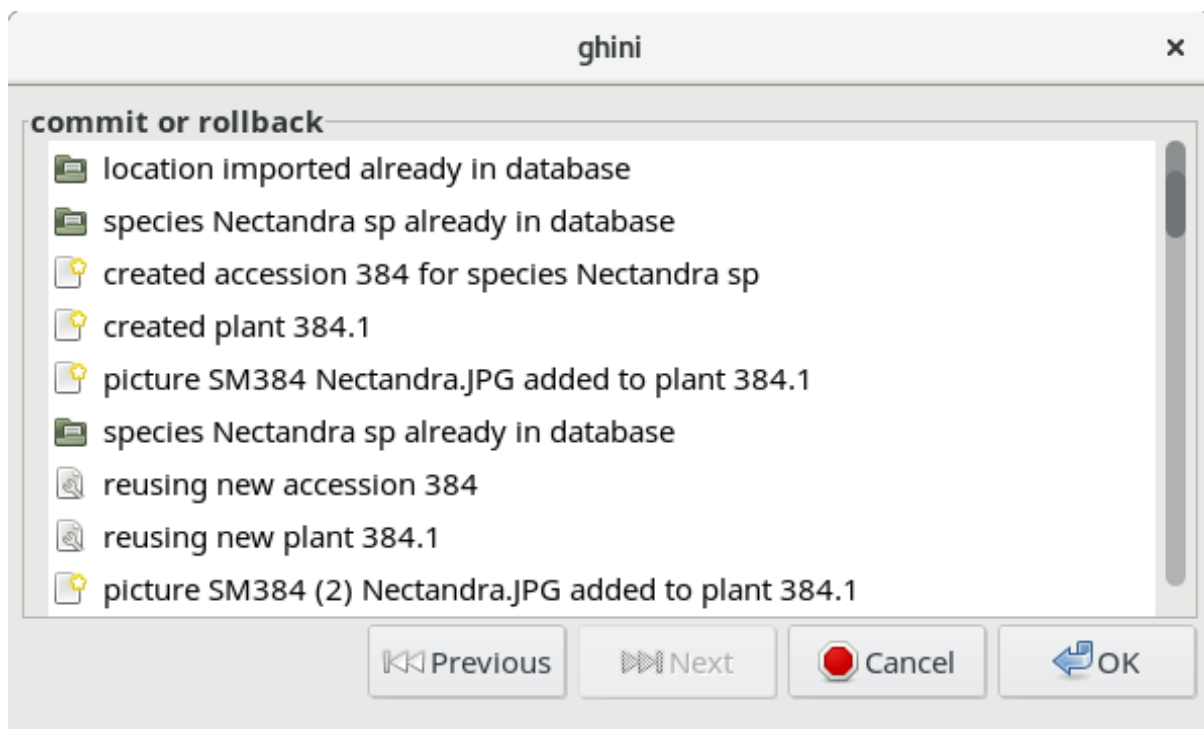 ghini
commit or rollback
location imported already in database
species Nectandra sp already in database
created accession 384 for species Nectandra sp
created plant 384.1
picture SM384 Nectandra.JPG added to plant 384.1
species Nectandra sp already in database
reusing new accession 384
reusing new plant 384.1
picture SM384 (2) Nectandra.JPG added to plant 384.1
Previous Next Cancel OK